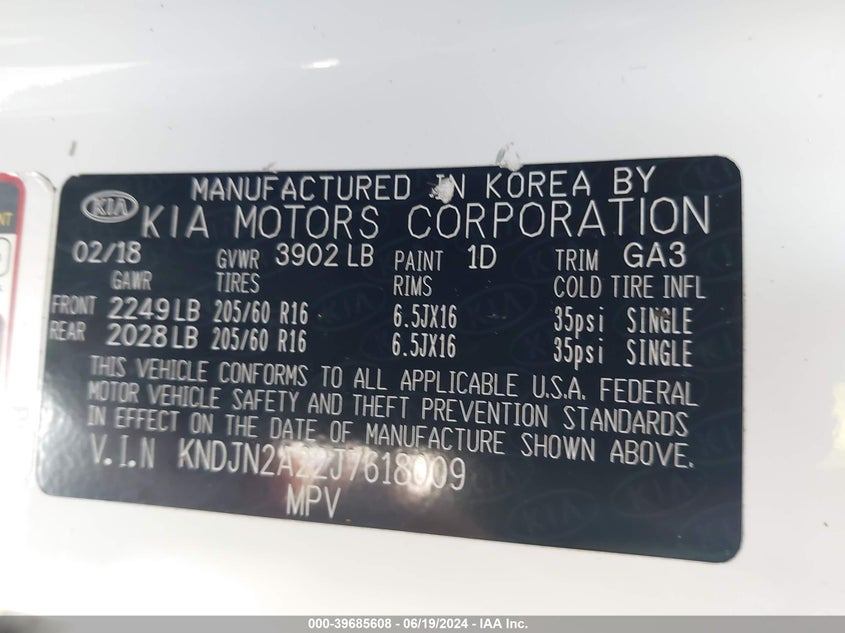 MANUFACTURED IN KOREA BY
KIA KIA MOTORS CORPORATION
02/18 GVWR 3902 LB PAINT 1D TRIM GA3
GAWR TIRES RIMS COLD TIRE INFL
FRONT 2249 LB 205/60 R16 6.5JX16 35psi SINGLE
REAR 2028 LB 205/60 R16 6.5JX16 35psi SINGLE
THIS VEHICLE CONFORMS TO ALL APPLICABLE U.S.A. FEDERAL
MOTOR VEHICLE SAFETY AND THEFT PREVENTION STANDARDS
IN EFFECT ON THE DATE OF MANUFACTURE SHOWN ABOVE.
V.I.N KNDJN2A22J7618009
MPV
000-39685608 - 06/19/2024 - IAA Inc.